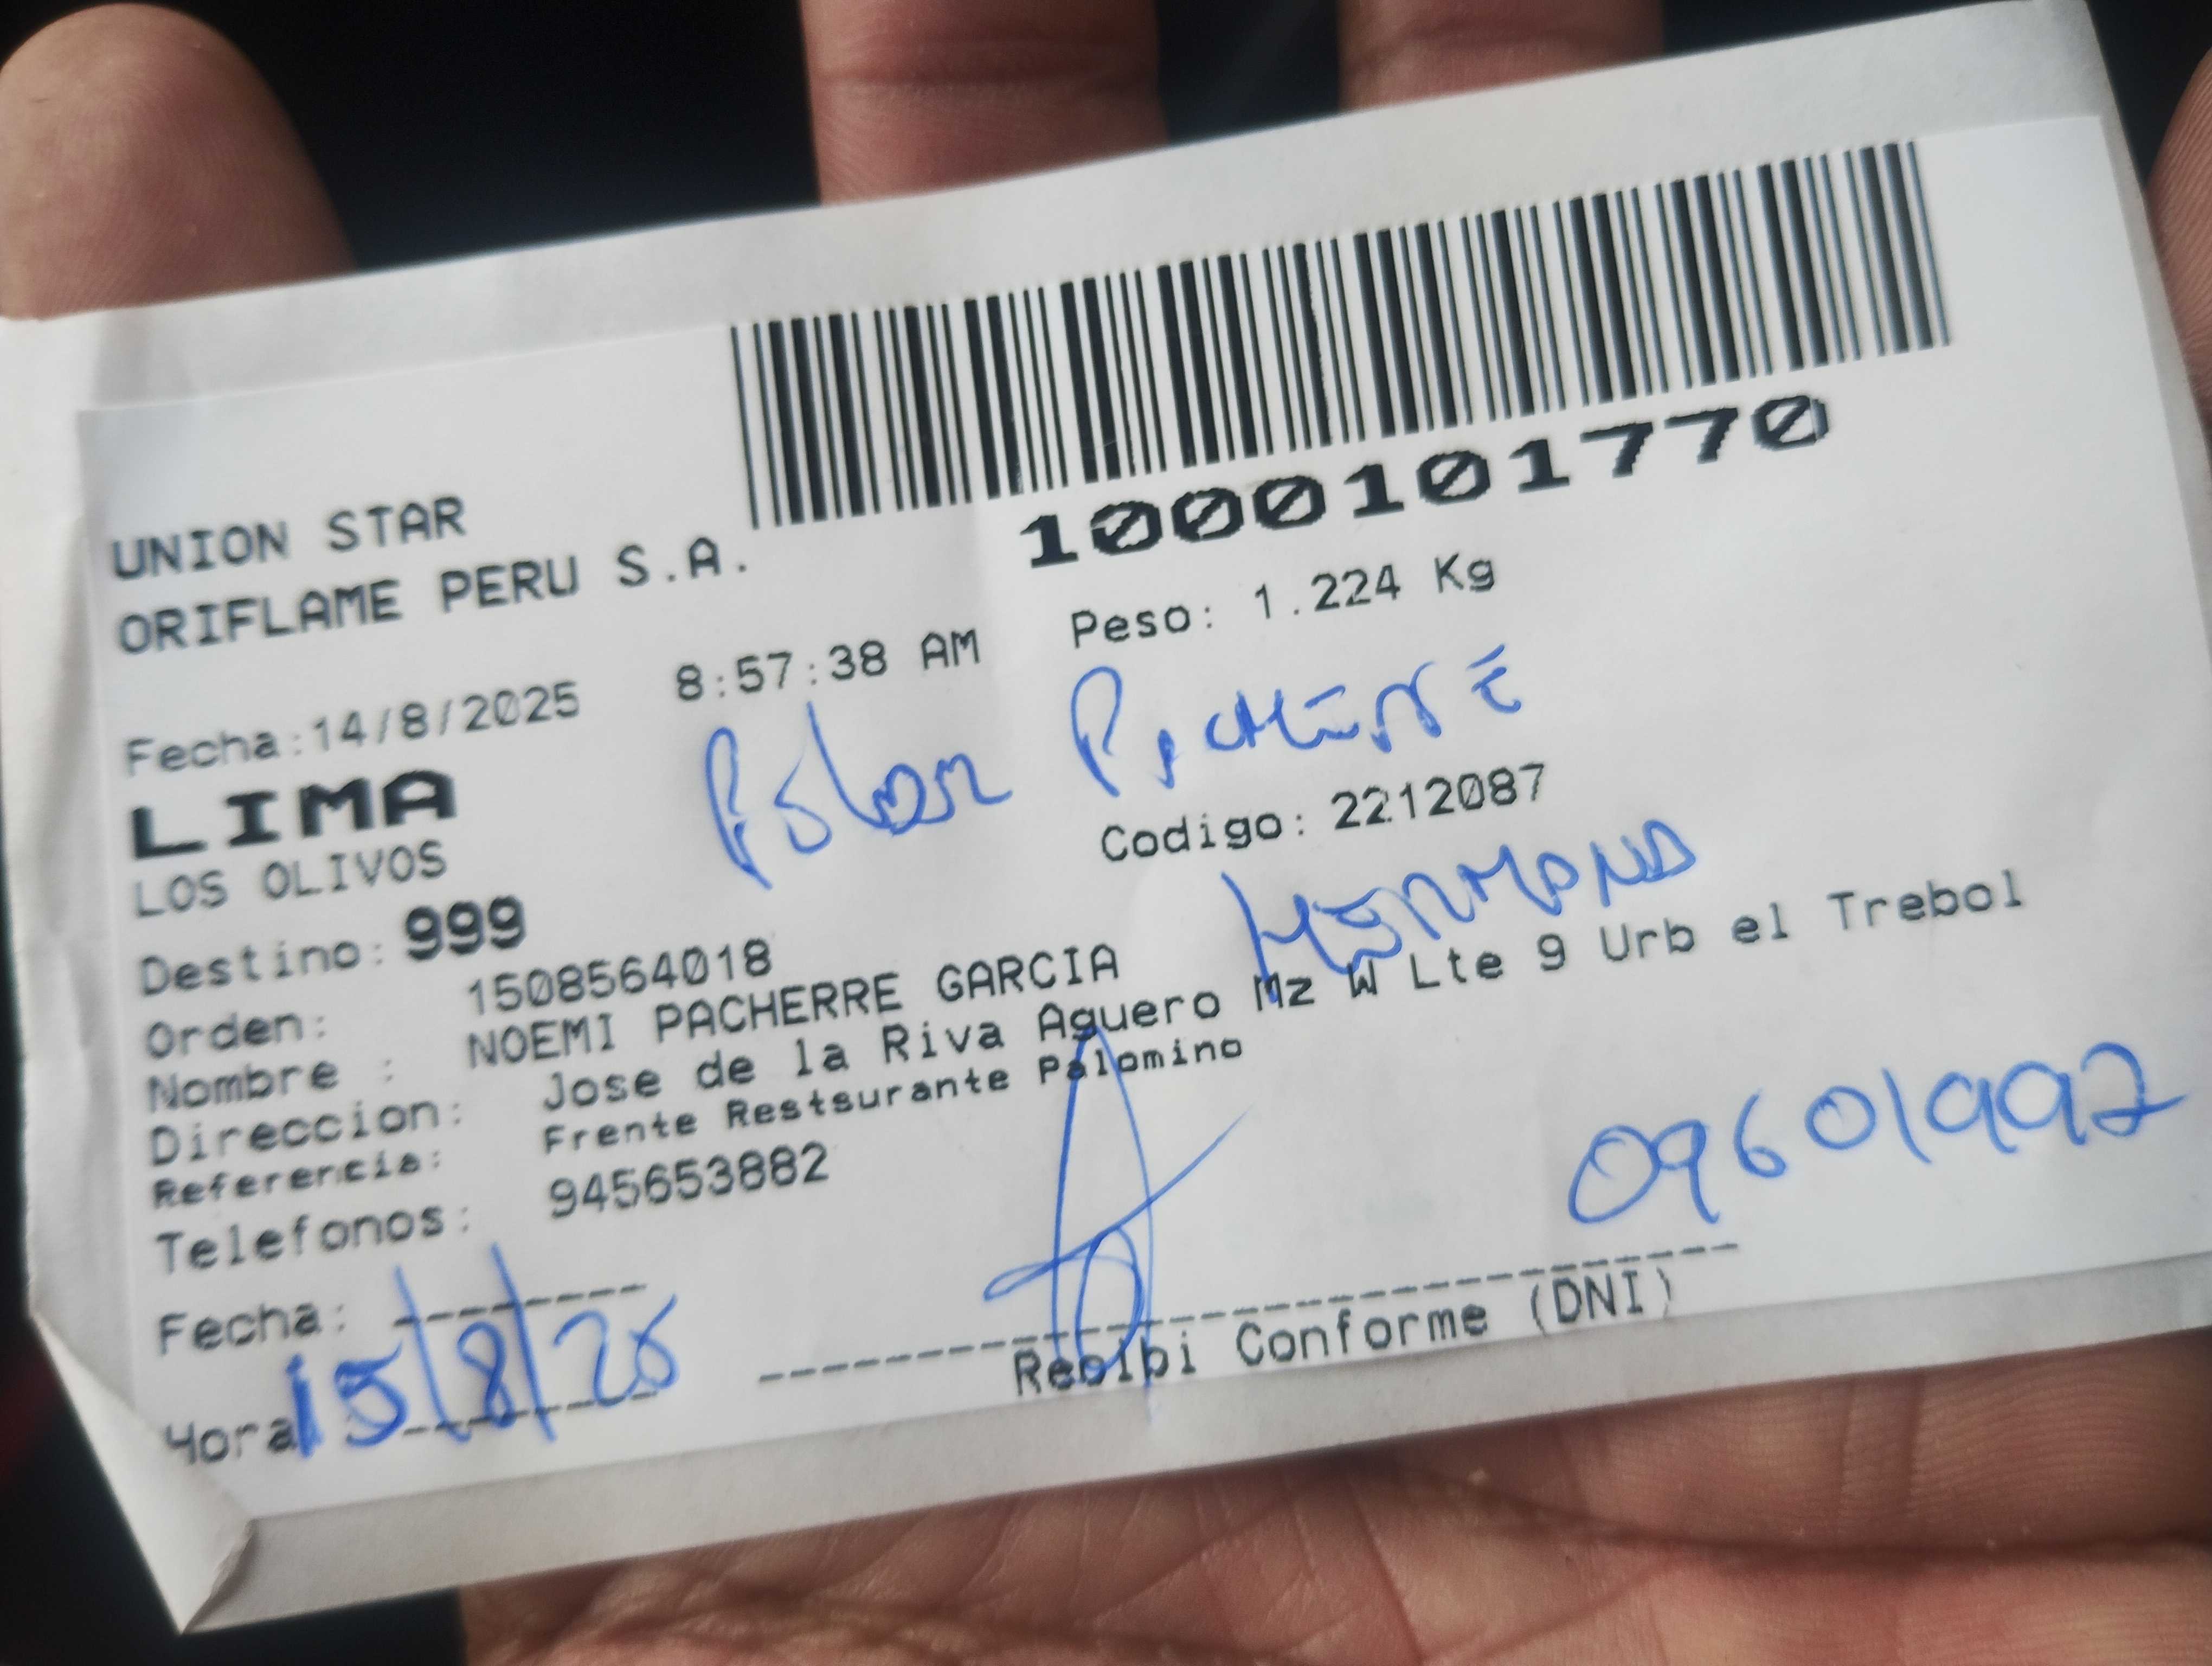 1000101770
UNION STAR
ORIFLAME PERU S.A.
Peso: 1.224 Kg
Fecha:14/8/2025 8:57:38 AM
LIMA
LOS OLIVOS
Codigo: 2212087
Destino: 999
Orden: 1508564018
Nombre : NOEMI PACHERRE GARCIA
Direccion: Jose de la Riva Aguero Mz W Lte 9 Urb el Trebol
Referencia: Frente Restsurante Palomino
Telefonos: 945653882
09601992
Fecha:
15/8/25
Hora
Recibi Conforme (DNI)